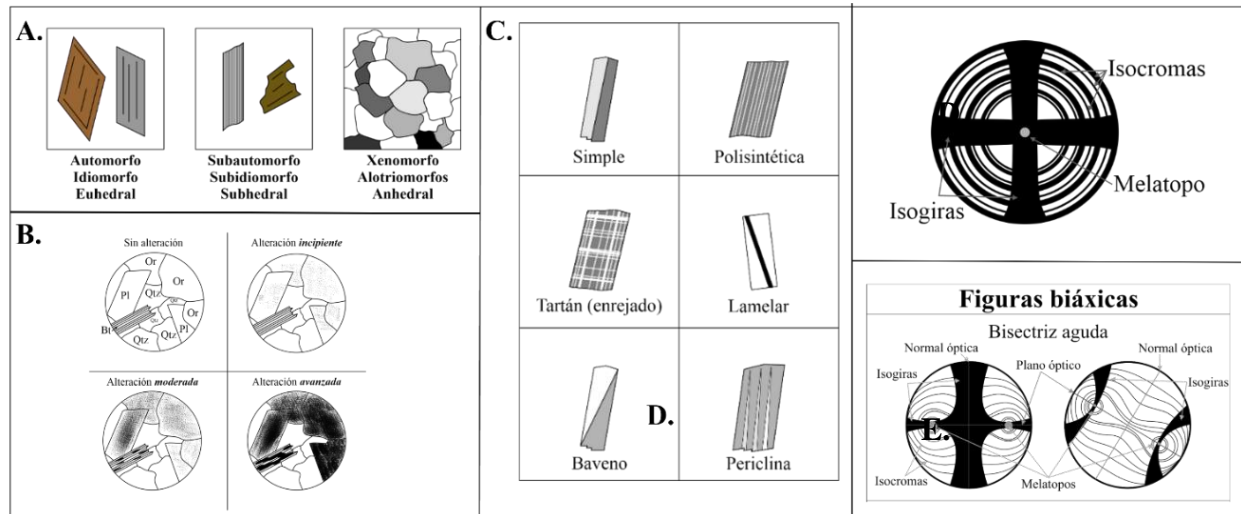 A.
Automorfo
Idiomorfo
Euhedral
Subautomorfo
Subidiomorfo
Subhedral
Xenomorfo
Alotriomorfos
Anhedral
B.
Sin alteración
Or
Or
Pl
Qtz
Qtz
Qtz
Or
Bt
Pl
Qtz
Qtz
Alteración incipiente
Alteración moderada
Alteración avanzada
C.
Simple
Polisintética
Tartán (enrejado)
Lamelar
Baveno
D.
Periclina
D.
Isocromas
Melatopo
Isogiras
Figuras biáxicas
Bisectriz aguda
Normal óptica
Normal óptica
Isogiras
Plano óptico
Isogiras
E.
Isocromas
Melatopos